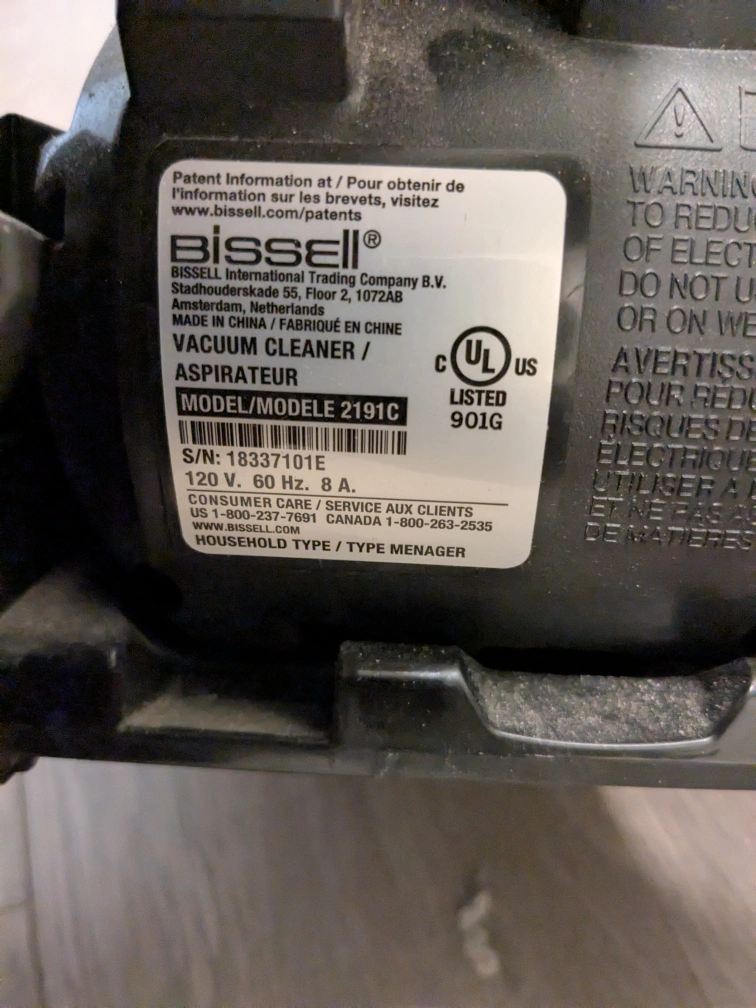 Patent Information at / Pour obtenir de
l'information sur les brevets, visitez
www.bissell.com/patents
BISSELL®
BISSELL International Trading Company B.V.
Stadhouderskade 55, Floor 2, 1072AB
Amsterdam, Netherlands
MADE IN CHINA / FABRIQUÉ EN CHINE
VACUUM CLEANER /
ASPIRATEUR
MODEL/MODELE 2191C
S/N: 18337101E
120 V. 60 Hz. 8 A.
CONSUMER CARE / SERVICE AUX CLIENTS
US 1-800-237-7691 CANADA 1-800-263-2535
WWW.BISSELL.COM
HOUSEHOLD TYPE / TYPE MENAGER
C UL US
LISTED
901G
WARNING
TO REDU
OF ELECT
DO NOT U
OR ON WE
AVERTISS
POUR RÉDU
RISQUES DE
ÉLECTRIQUE
UTILISER À L
ET NE PAS A
DE MATIÈRES